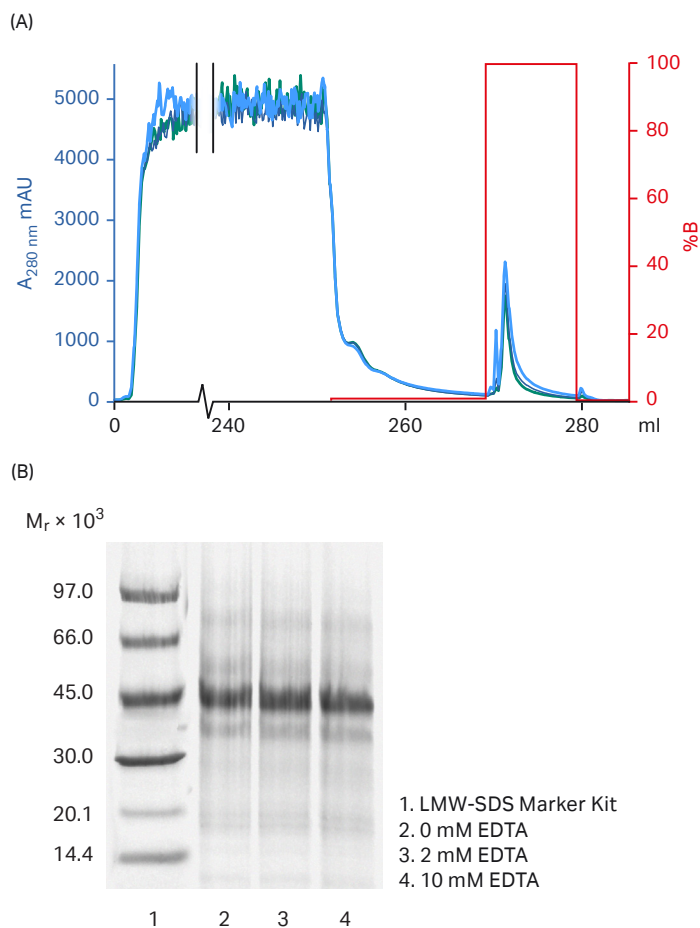 (A)
5000
4000
3000
2000
1000
0
A280 nm mAU
100
80
60
40
20
0
%B
0
240
260
280
ml
(B)
Mr × 10³
97.0
66.0
45.0
30.0
20.1
14.4
1. LMW-SDS Marker Kit
2. 0 mM EDTA
3. 2 mM EDTA
4. 10 mM EDTA
1 2 3 4